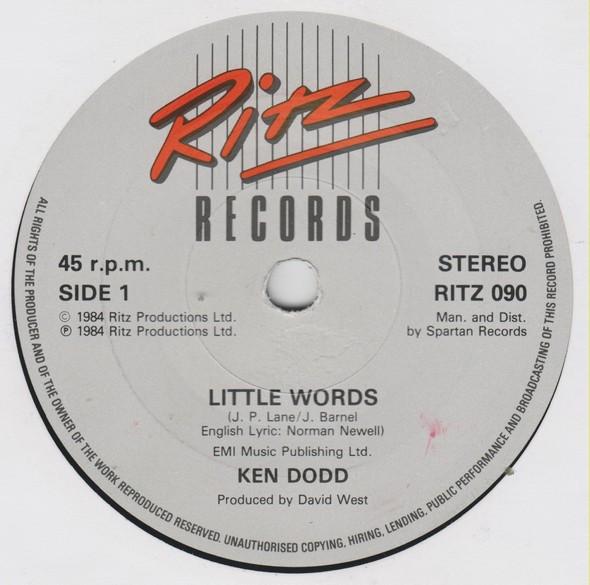 Ritz
RECORDS
45 r.p.m.
SIDE 1
© 1984 Ritz Productions Ltd.
℗ 1984 Ritz Productions Ltd.
STEREO
RITZ 090
Man. and Dist.
by Spartan Records
LITTLE WORDS
(J. P. Lane/J. Barnel
English Lyric: Norman Newell)
EMI Music Publishing Ltd.
KEN DODD
Produced by David West
ALL RIGHTS OF THE PRODUCER AND OF THE OWNER OF THE WORK REPRODUCED RESERVED. UNAUTHORISED COPYING, HIRING, LENDING, PUBLIC PERFORMANCE AND BROADCASTING OF THIS RECORD PROHIBITED.